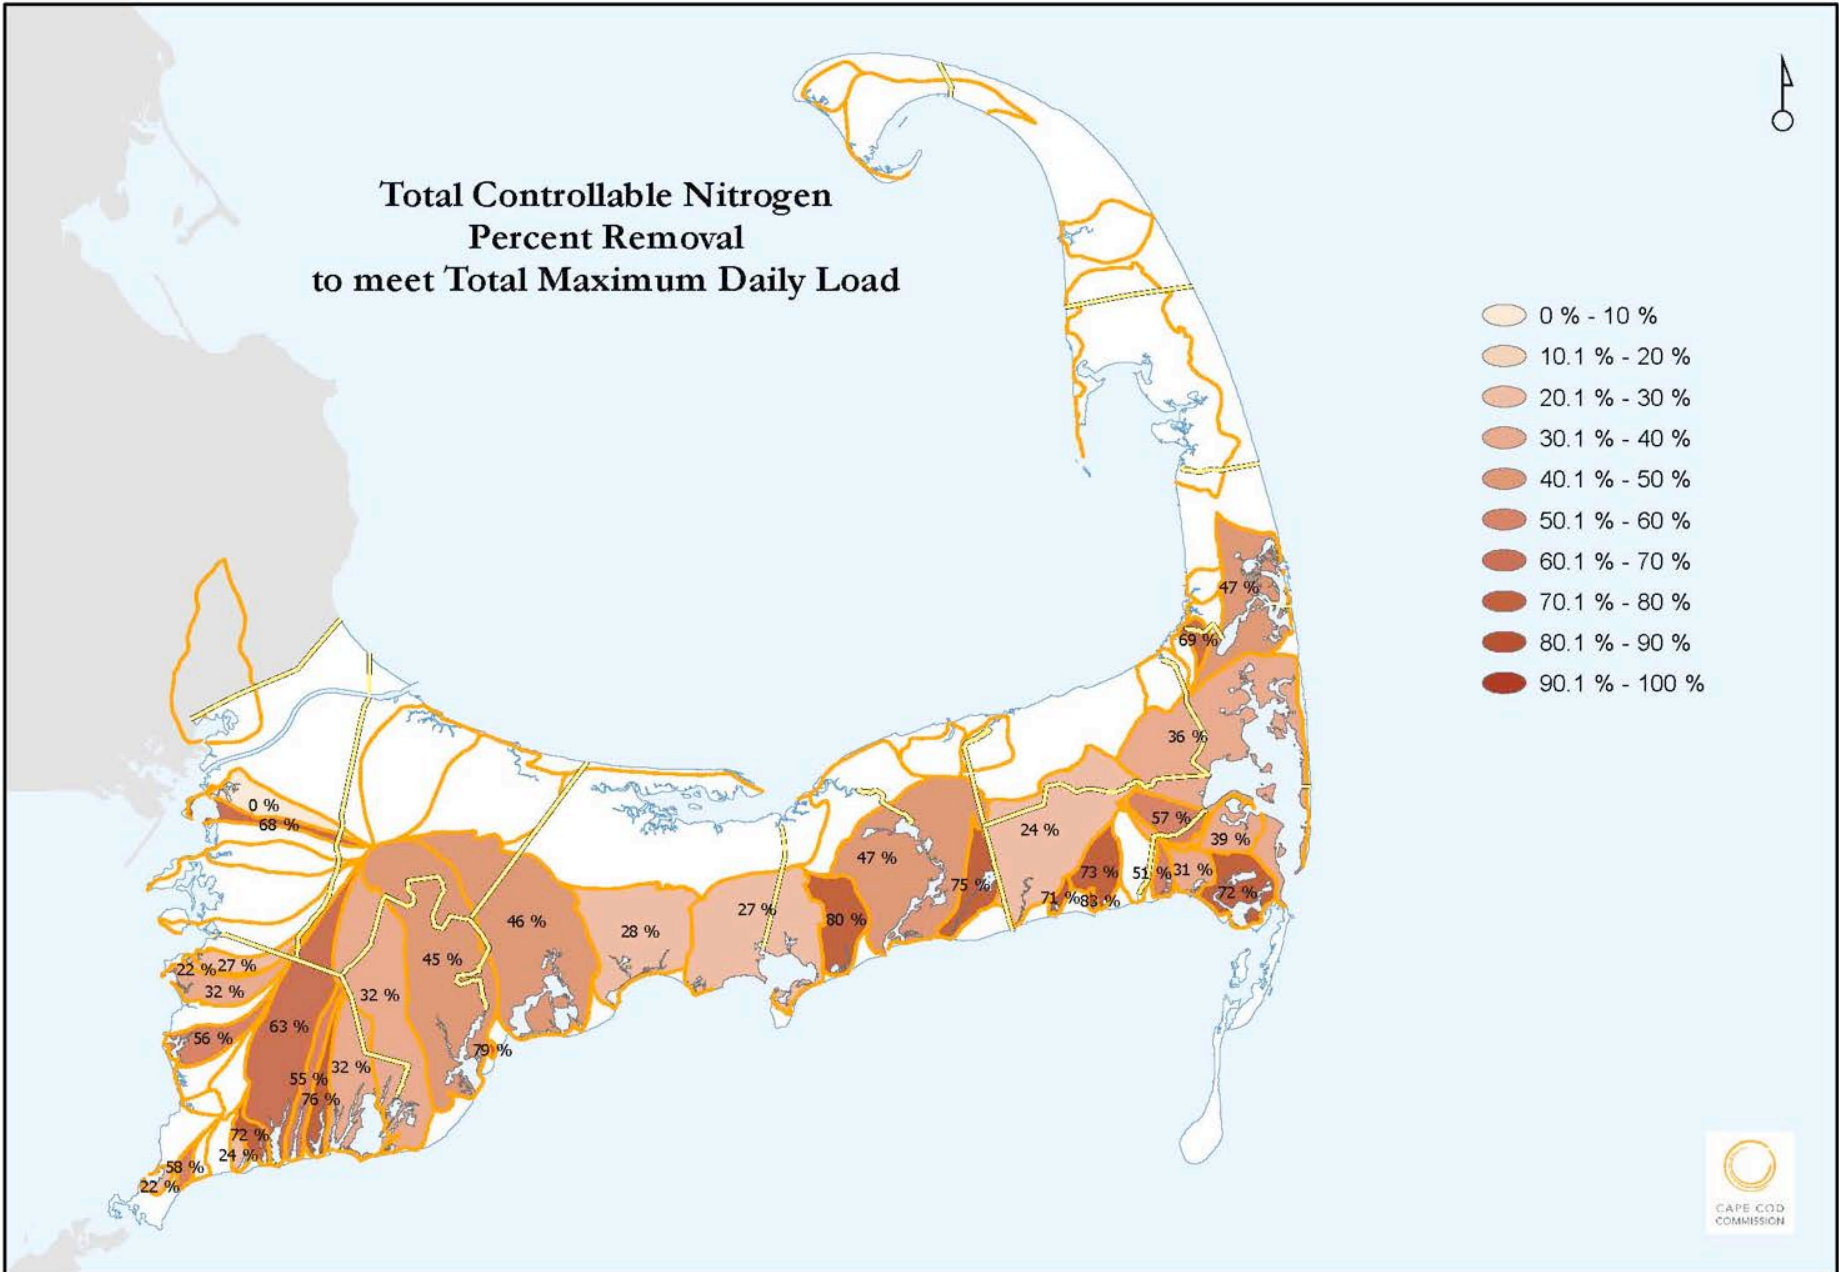 Total Controllable Nitrogen
Percent Removal
to meet Total Maximum Daily Load
0 % - 10 %
10.1 % - 20 %
20.1 % - 30 %
30.1 % - 40 %
40.1 % - 50 %
50.1 % - 60 %
60.1 % - 70 %
70.1 % - 80 %
80.1 % - 90 %
90.1 % - 100 %
47 %
69 %
36 %
0 %
68 %
57 %
24 %
39 %
47 %
73 %
51 %
31 %
75 %
72 %
71 %
83 %
27 %
80 %
46 %
28 %
45 %
22 %
27 %
32 %
32 %
63 %
56 %
79 %
32 %
55 %
76 %
72 %
24 %
58 %
22 %
CAPE COD
COMMISSION